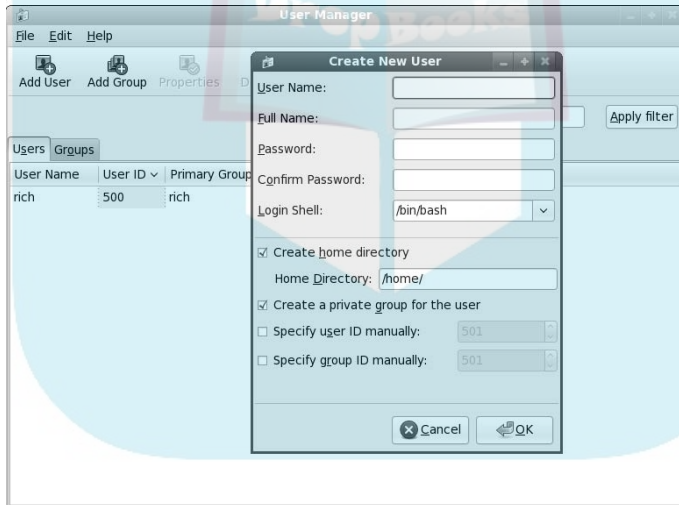 User Manager
File Edit Help
Add User Add Group Properties D
Apply filter
Users Groups
User Name User ID Primary Group
rich 500 rich
Create New User
User Name:
Full Name:
Password:
Confirm Password:
Login Shell: /bin/bash
Create home directory
Home Directory: /home/
Create a private group for the user
Specify user ID manually: 501
Specify group ID manually: 501
Cancel OK
Books